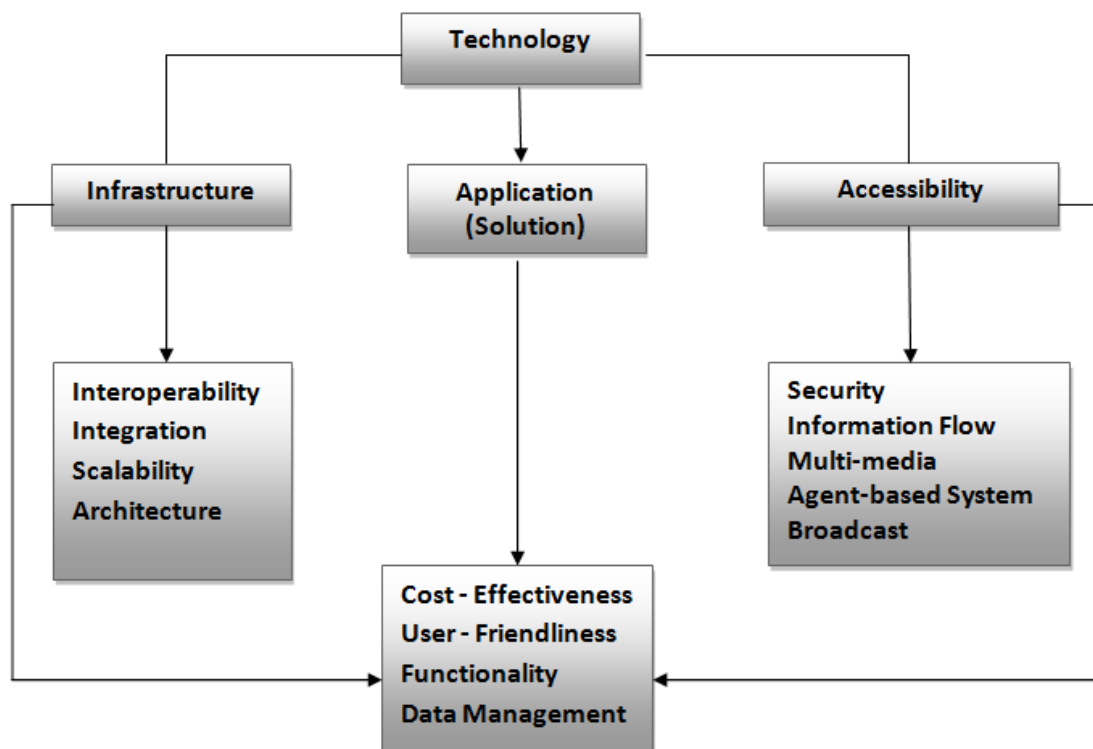 Technology
Infrastructure
Application
(Solution)
Accessibility
Interoperability
Integration
Scalability
Architecture
Security
Information Flow
Multi-media
Agent-based System
Broadcast
Cost - Effectiveness
User - Friendliness
Functionality
Data Management